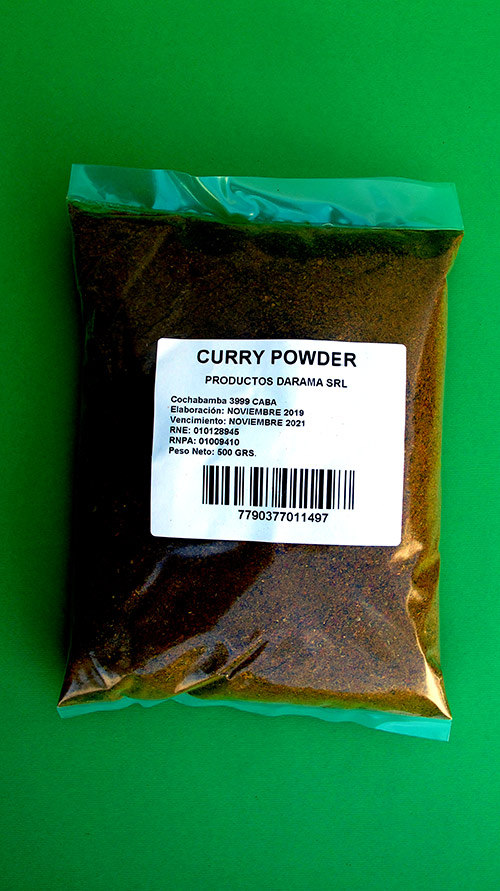 CURRY POWDER
PRODUCTOS DARAMA SRL
Cochabamba 3999 CABA
Elaboración: NOVIEMBRE 2019
Vencimiento: NOVIEMBRE 2021
RNE: 010128945
RNPA: 01009410
Peso Neto: 500 GRS.
7790377011497